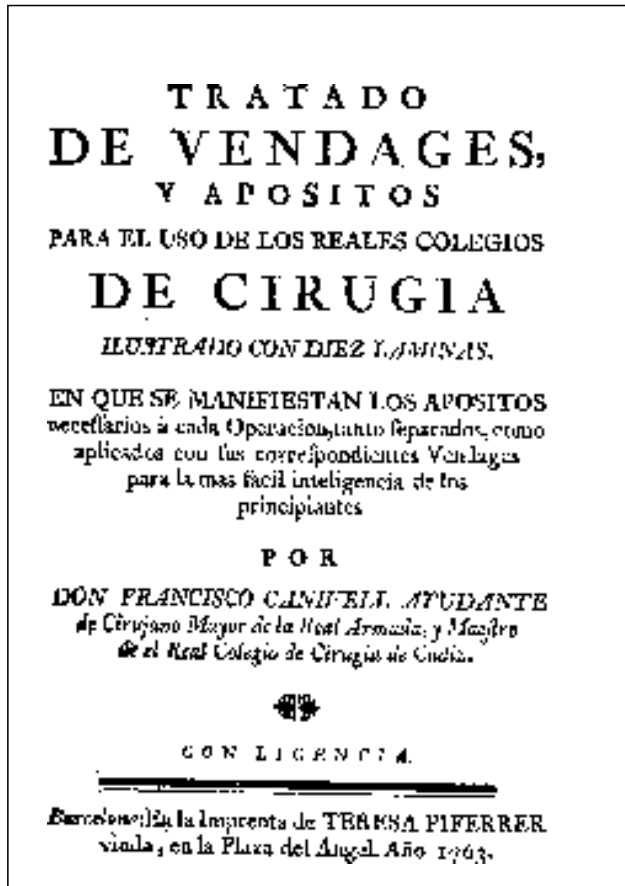 TRATADO
DE VENDAGES,
Y APOSITOS
PARA EL USO DE LOS REALES COLEGIOS
DE CIRUGIA
ILUSTRADO CON DIEZ LAMINAS.
EN QUE SE MANIFIESTAN LOS APOSITOS
neceſſarios à cada Operacion, tanto ſeparados, como
aplicados con ſus correſpondientes Vendages
para la mas facil inteligencia de los
principiantes
POR
DON FRANCISCO CANIVELL AYUDANTE
de Cirujano Mayor de la Real Armada, y Maeſtro
de el Real Colegio de Cirugia de Cadiz.
CON LICENCIA.
Barcelona: En la Imprenta de TERESA PIFERRER
viuda, en la Plaza del Angel. Año 1763.